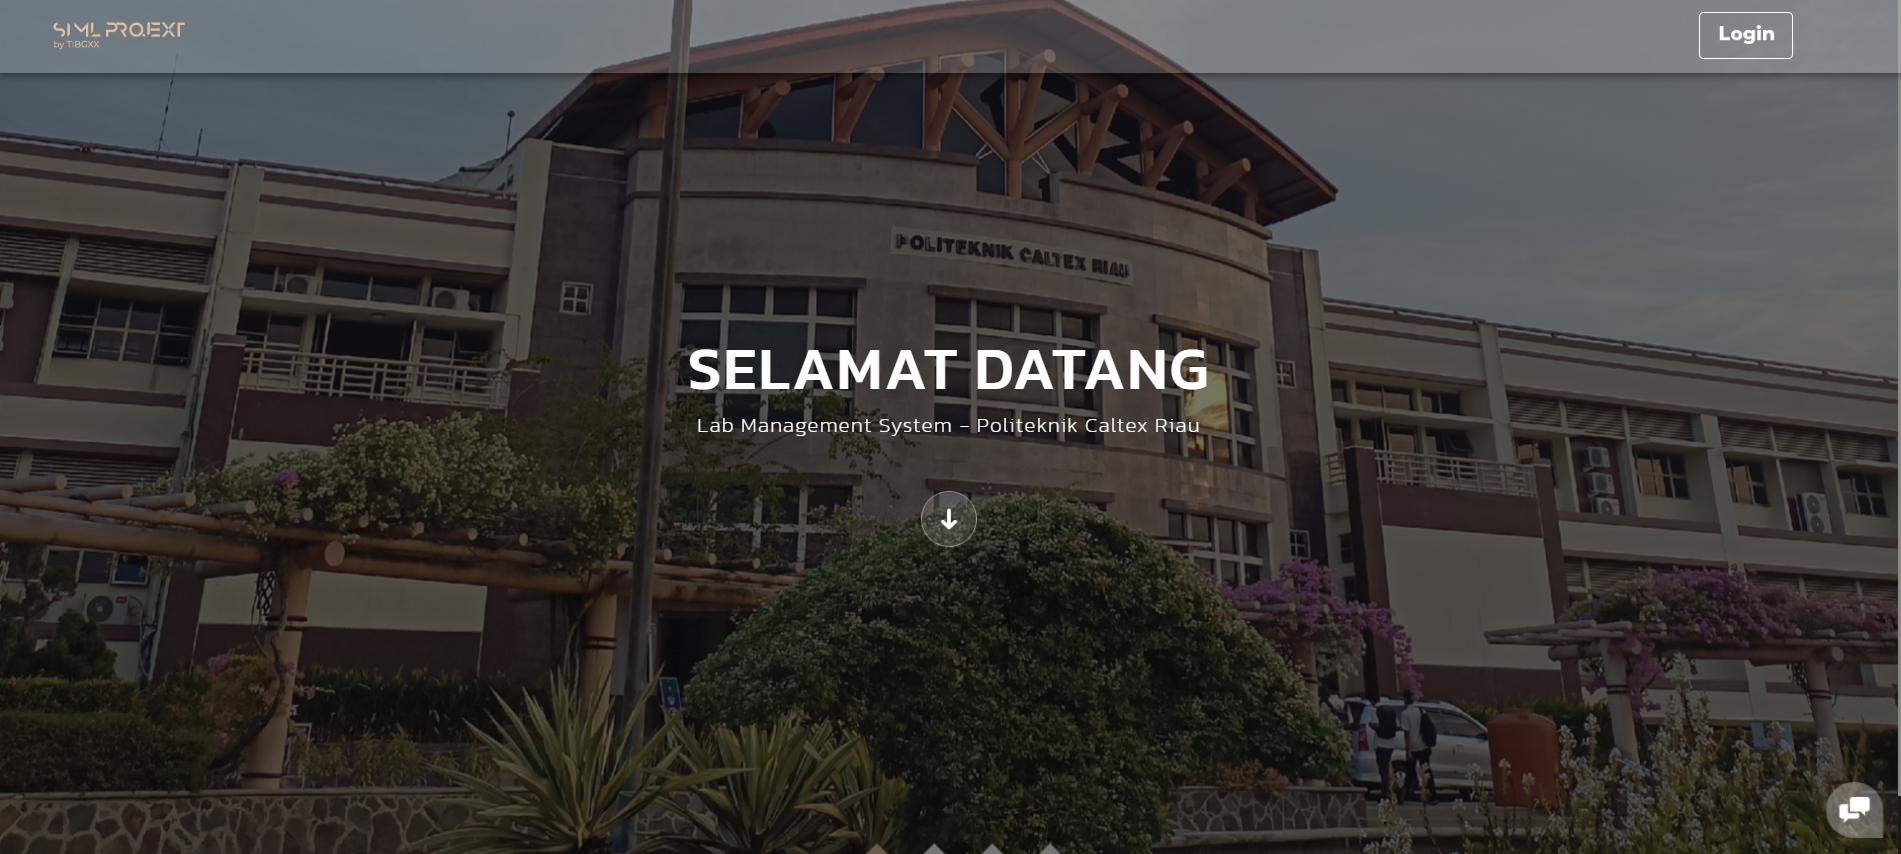 SIML PROJEXT
by TIBGXX
Login
POLITEKNIK CALTEX RIAU
SELAMAT DATANG
Lab Management System - Politeknik Caltex Riau